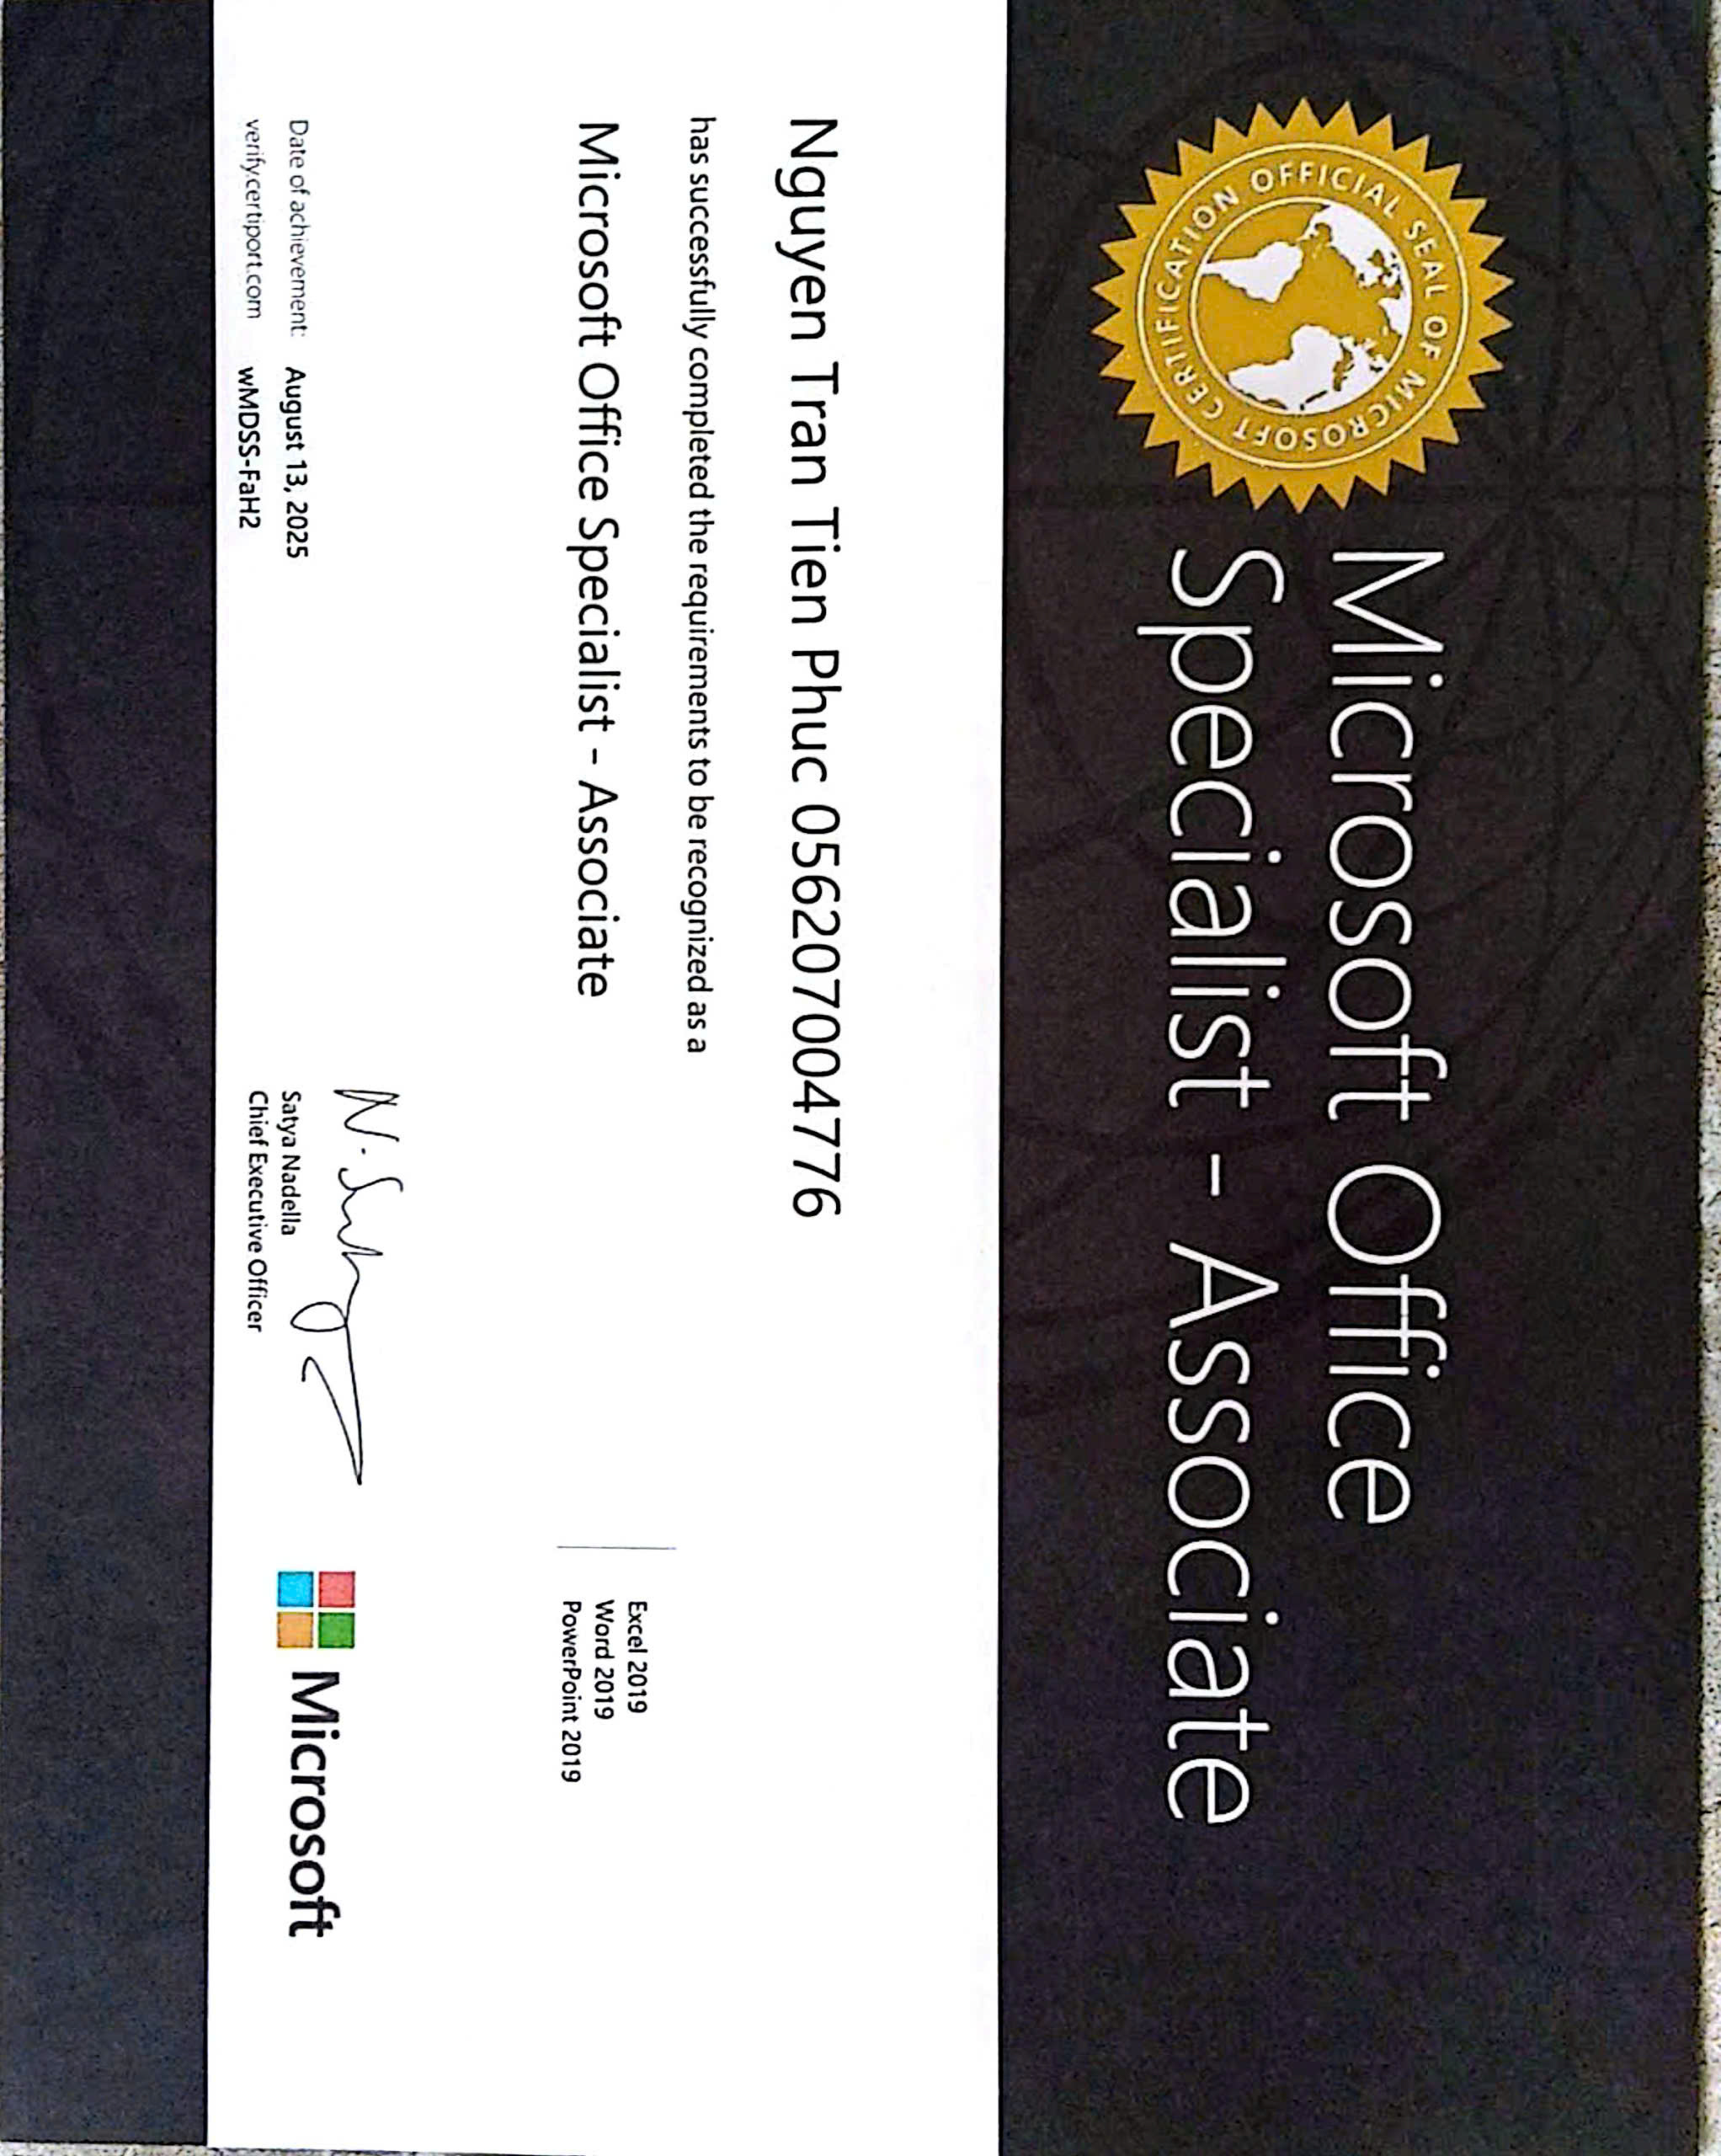 OFFICIAL SEAL OF MICROSOFT CERTIFICATION
Microsoft Office
Specialist - Associate
Nguyen Tran Tien Phuc 056207004776
has successfully completed the requirements to be recognized as a
Microsoft Office Specialist - Associate
Excel 2019
Word 2019
PowerPoint 2019
Date of achievement: August 13, 2025
verify.certiport.com wMDSS-FaH2
Satya Nadella
Chief Executive Officer
Microsoft